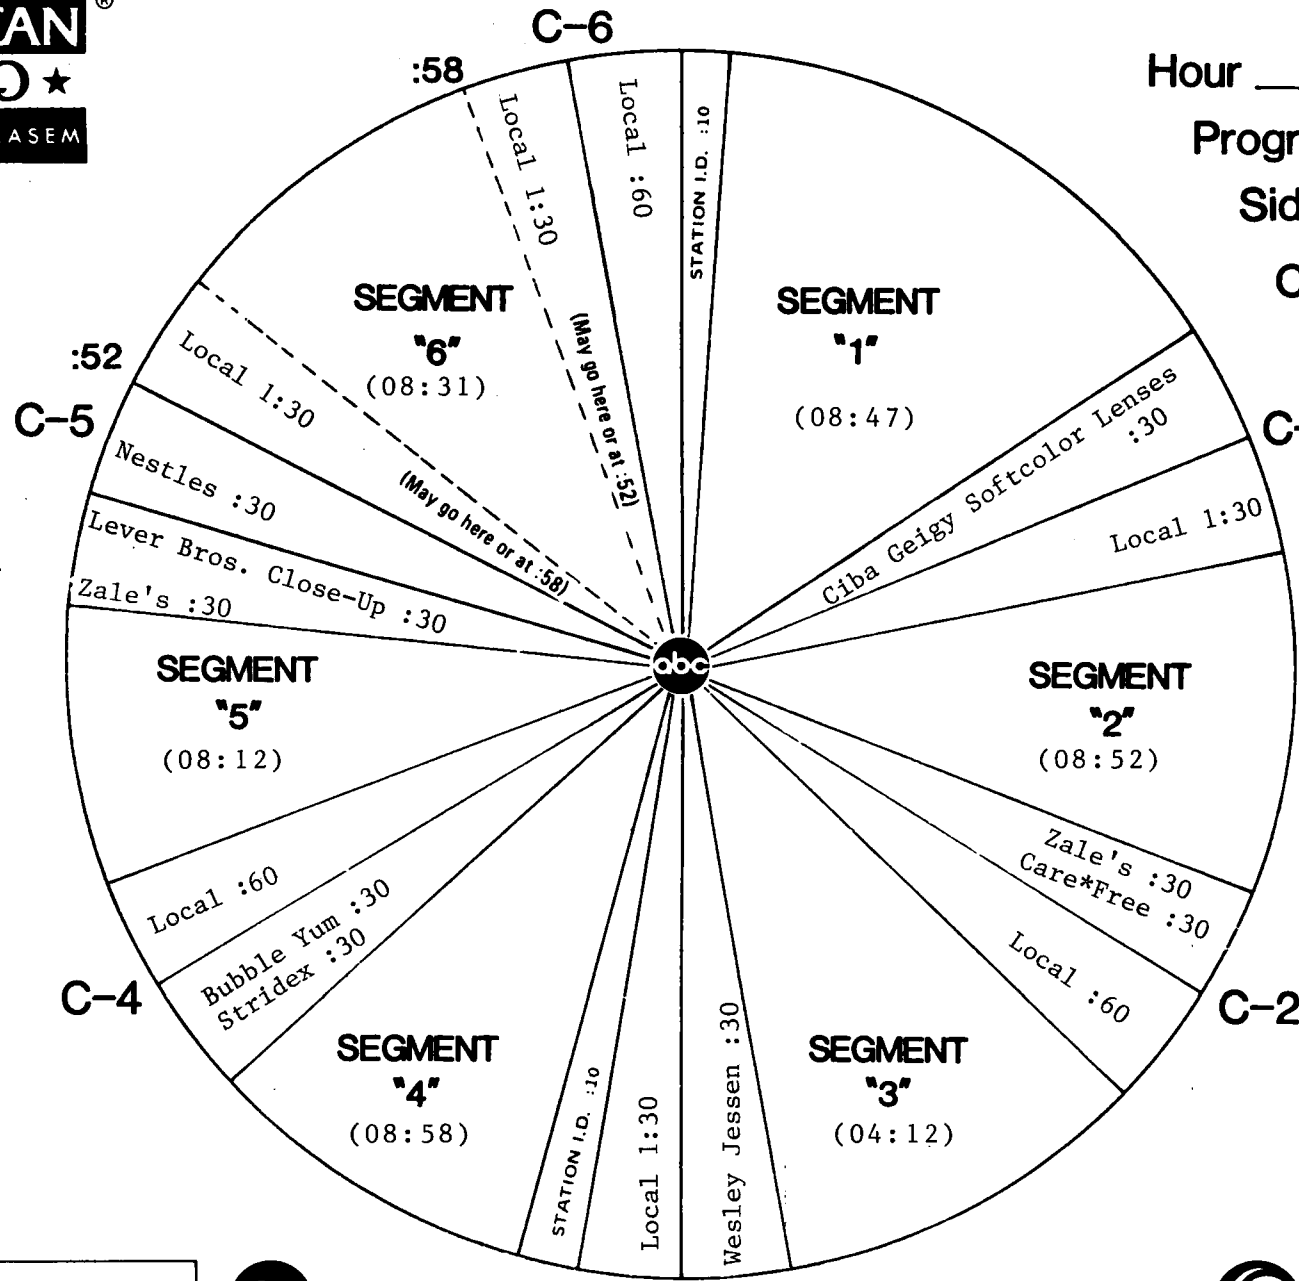 ®
C-6
:58
ASEM
Hour
Local 1:30
Local :60
STATION I.D. :10
SEGMENT
"1"
(08:47)
Ciba Geigy Softcolor Lenses
:30
Local 1:30
SEGMENT
"2"
(08:52)
Zale's :30
Care*Free :30
C-2
Local :60
SEGMENT
"3"
(04:12)
Wesley Jessen :30
Local 1:30
STATION I.D. :10
SEGMENT
"4"
(08:58)
Bubble Yum :30
Stridex :30
C-4
Local :60
SEGMENT
"5"
(08:12)
Zale's :30
Lever Bros. Close-Up :30
Nestles :30
C-5
:52
Local 1:30
(May go here or at :58)
SEGMENT
"6"
(08:31)
(May go here or at :52)
abc